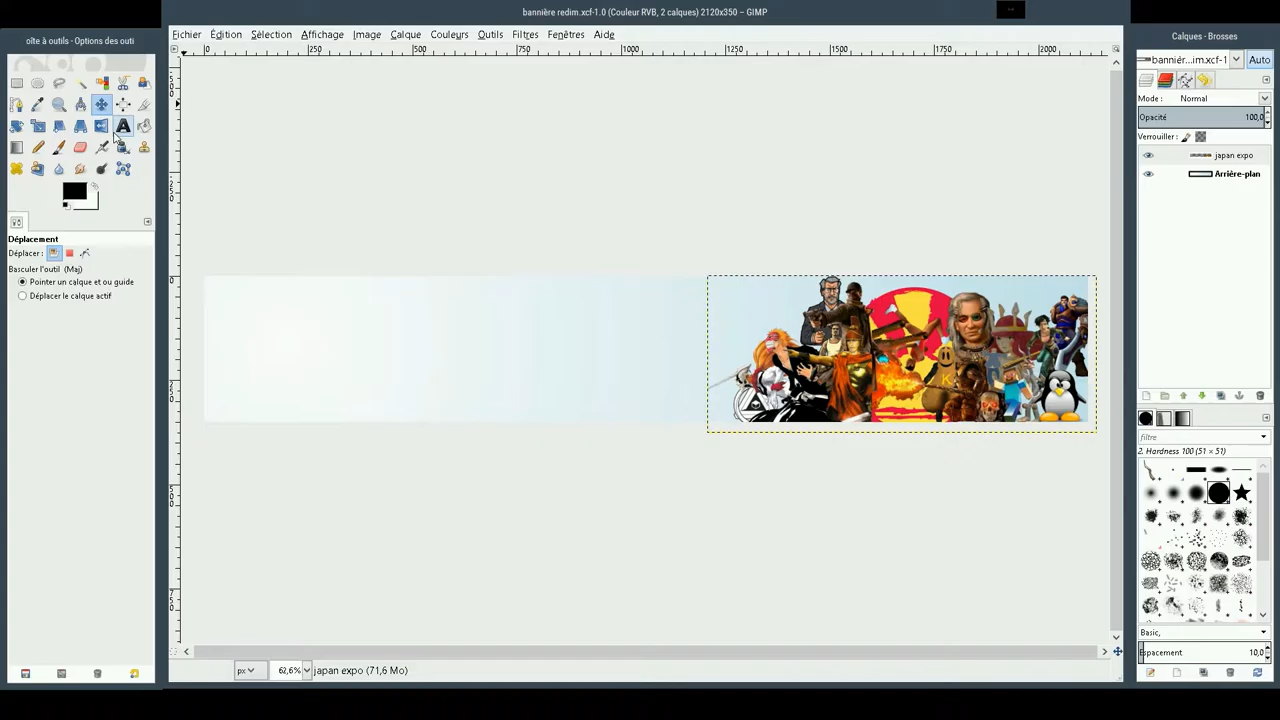 bannière redim.xcf-1.0 (Couleur RVB, 2 calques) 2120x350 – GIMP
oîte à outils - Options des outi
Calques - Brosses
Fichier Édition Sélection Affichage Image Calque Couleurs Outils Filtres Fenêtres Aide
0 250 500 750 1000 1250 1500 1750 2000
bannièr...im.xcf-1
Auto
Mode : Normal
Opacité 100,0
Verrouiller :
japan expo
Arrière-plan
Déplacement
Déplacer :
Basculer l'outil (Maj)
Pointer un calque et ou guide
Déplacer le calque actif
filtre
2. Hardness 100 (51 × 51)
Basic,
Espacement 10,0
px 62,6% japan expo (71,6 Mo)